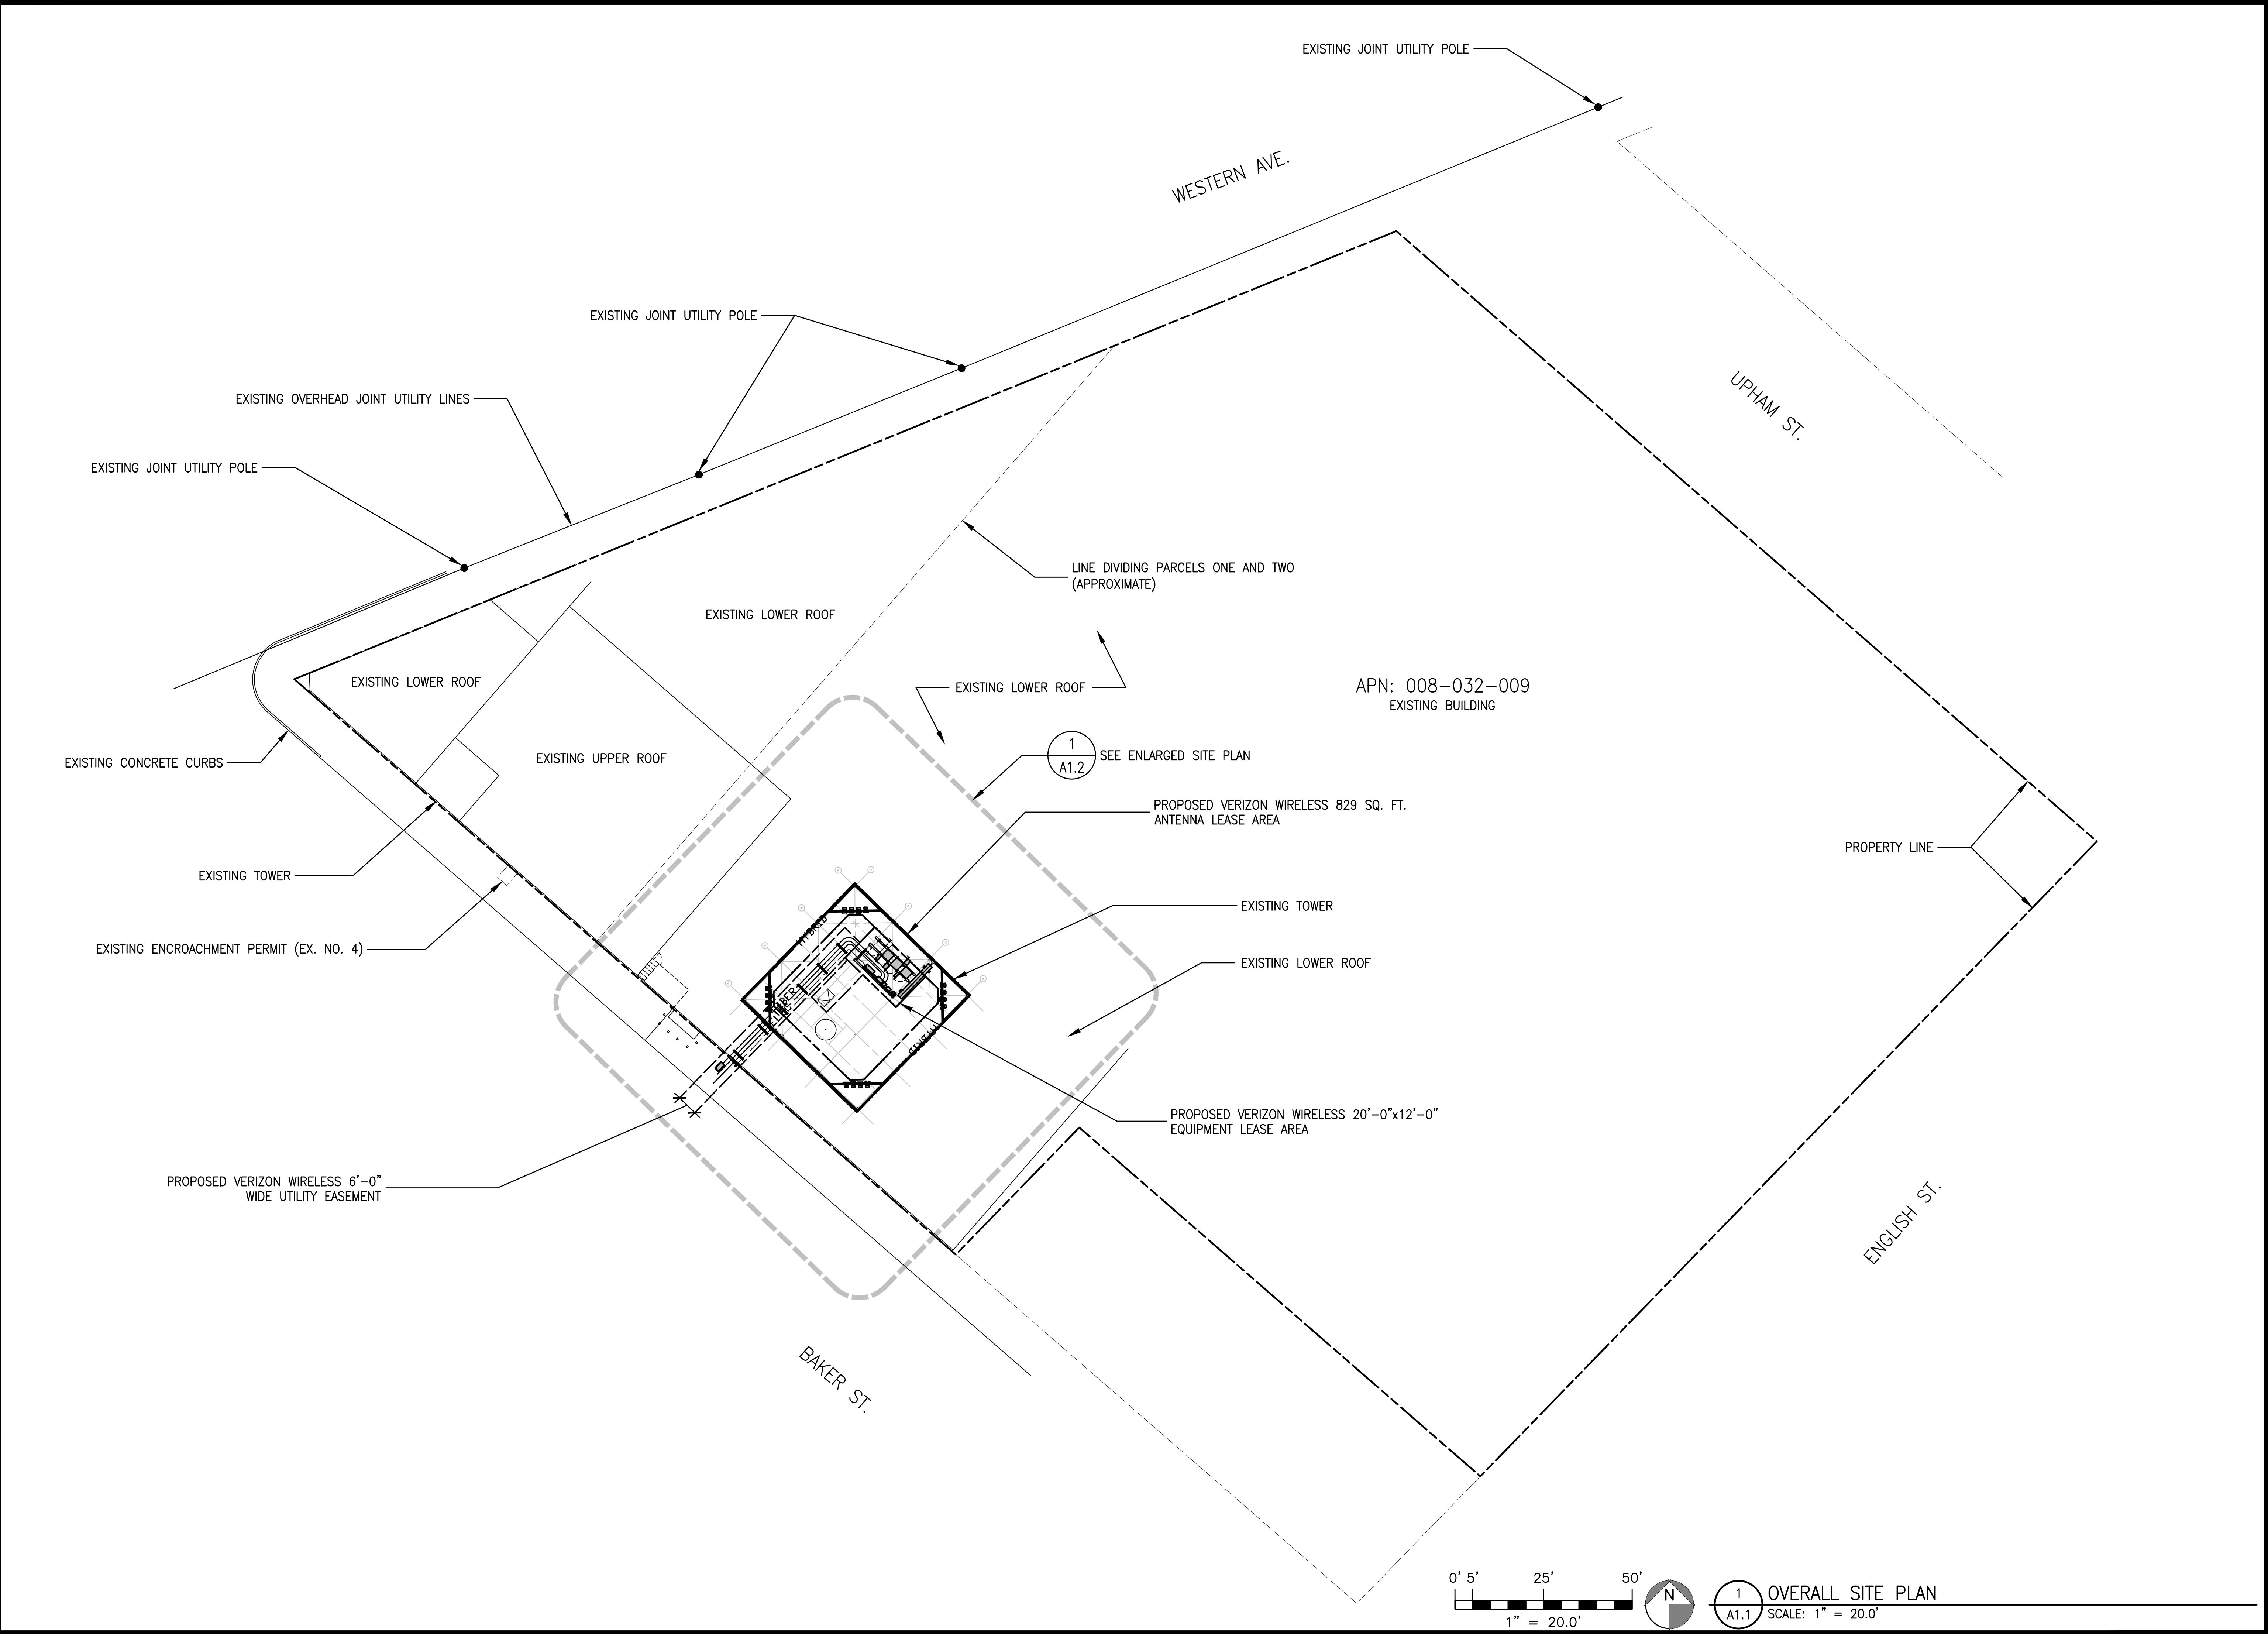 EXISTING JOINT UTILITY POLE
WESTERN AVE.
EXISTING JOINT UTILITY POLE
EXISTING OVERHEAD JOINT UTILITY LINES
UPHAM ST.
EXISTING JOINT UTILITY POLE
LINE DIVIDING PARCELS ONE AND TWO
(APPROXIMATE)
EXISTING LOWER ROOF
EXISTING LOWER ROOF
EXISTING LOWER ROOF
APN: 008-032-009
EXISTING BUILDING
EXISTING CONCRETE CURBS
EXISTING UPPER ROOF
1
A1.2
SEE ENLARGED SITE PLAN
PROPOSED VERIZON WIRELESS 829 SQ. FT.
ANTENNA LEASE AREA
PROPERTY LINE
EXISTING TOWER
EXISTING TOWER
HYBRID
EXISTING ENCROACHMENT PERMIT (EX. NO. 4)
EXISTING LOWER ROOF
FIBER
HYBRID
PROPOSED VERIZON WIRELESS 20'-0"x12'-0"
EQUIPMENT LEASE AREA
PROPOSED VERIZON WIRELESS 6'-0"
WIDE UTILITY EASEMENT
ENGLISH ST.
BAKER ST.
0' 5' 25' 50'
1" = 20.0'
N
1
A1.1
OVERALL SITE PLAN
SCALE: 1" = 20.0'